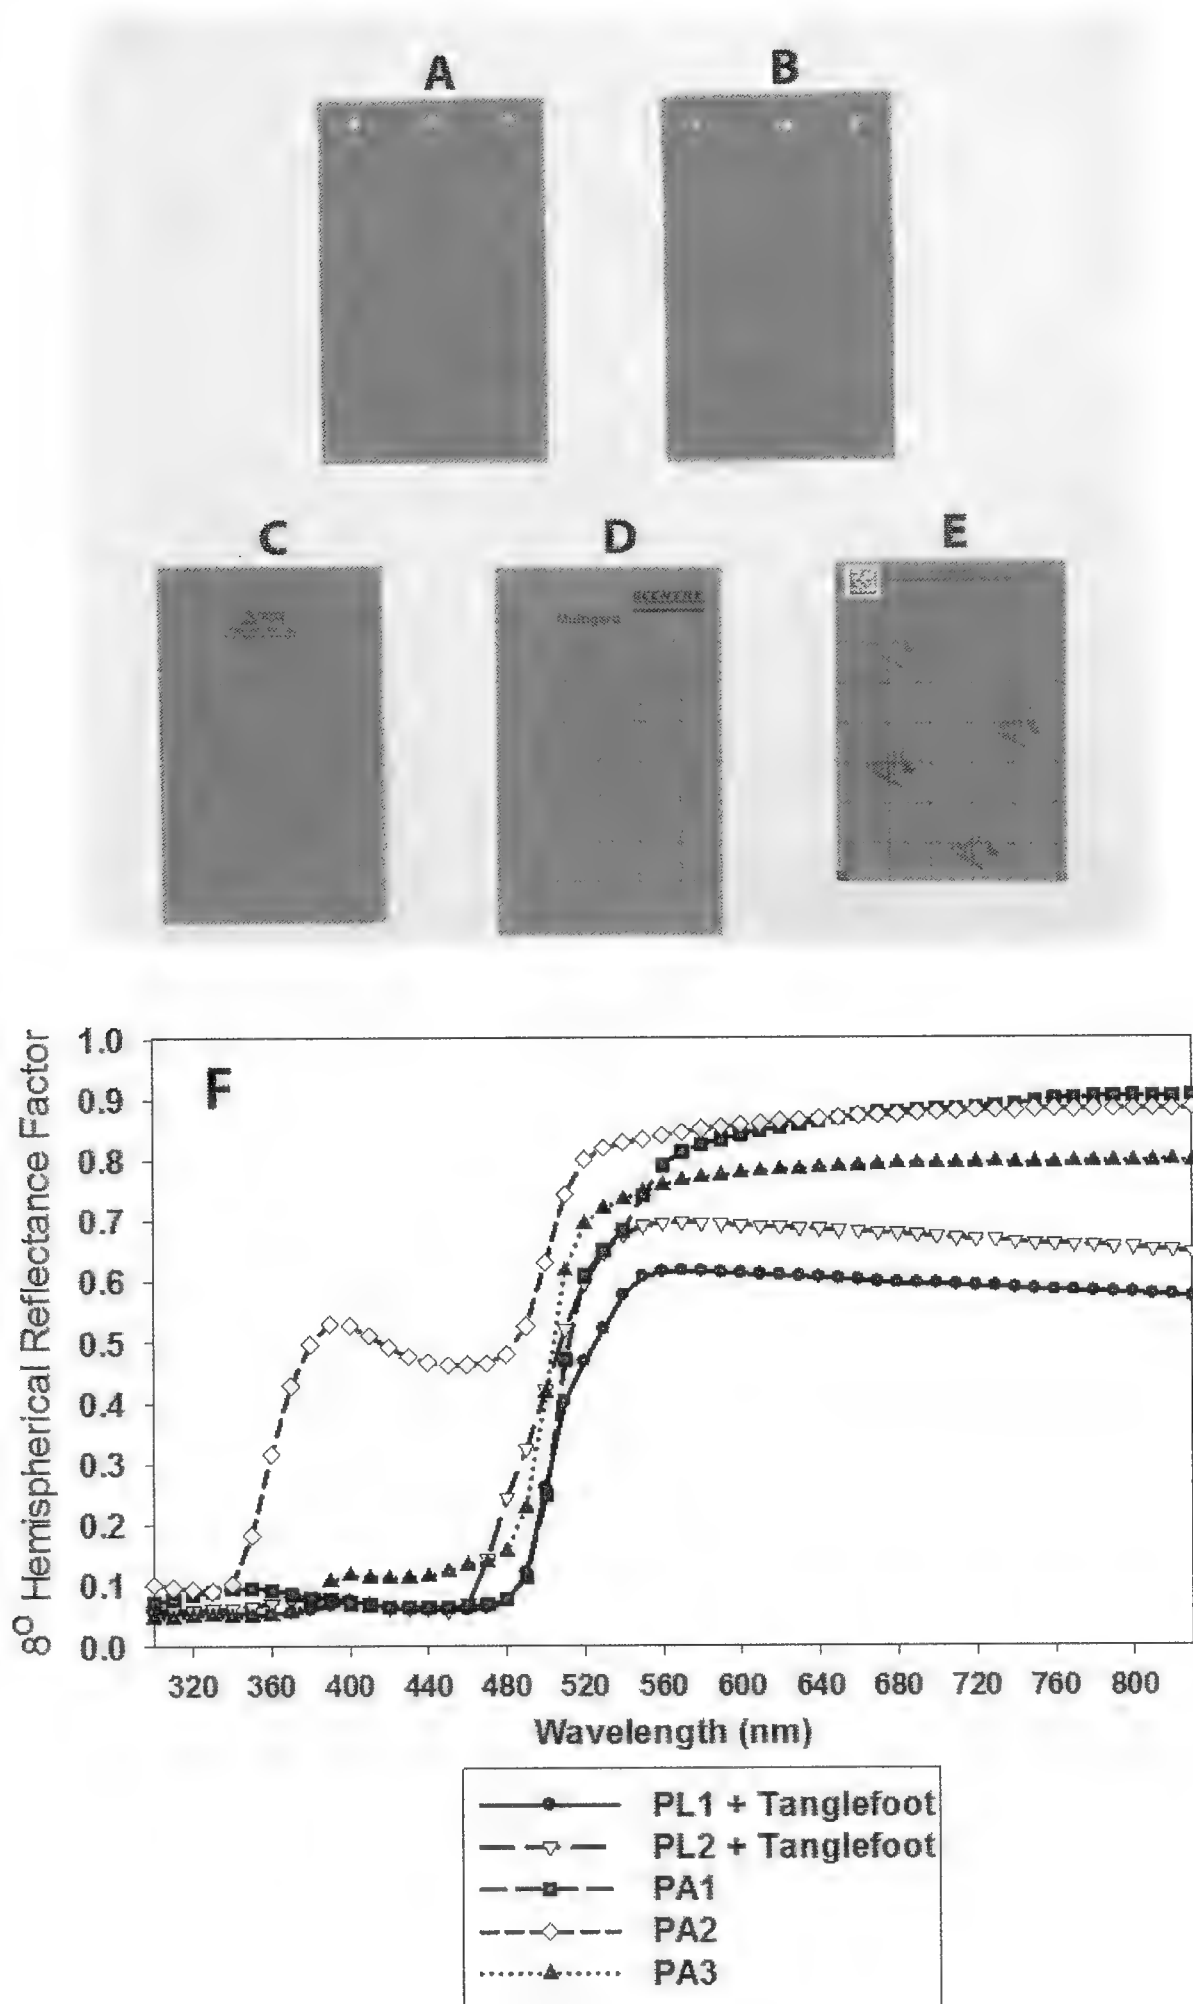 A
B
C
D
E
Multigard
F
8° Hemispherical Reflectance Factor
1.0
0.9
0.8
0.7
0.6
0.5
0.4
0.3
0.2
0.1
0.0
320 360 400 440 480 520 560 600 640 680 720 760 800
Wavelength (nm)
PL1 + Tanglefoot
PL2 + Tanglefoot
PA1
PA2
PA3